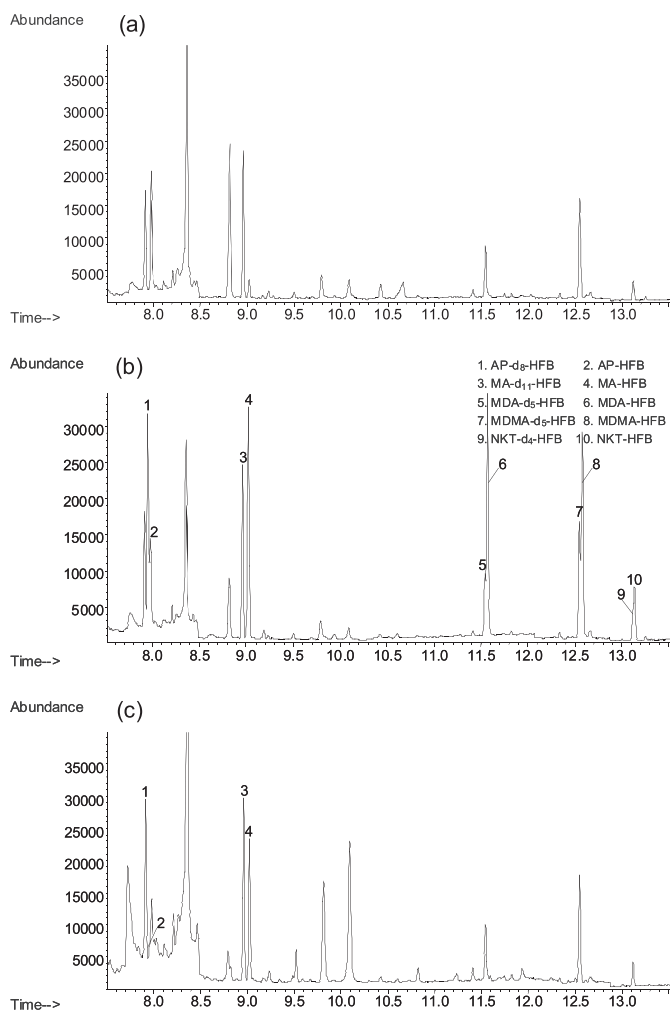 Abundance
(a)
35000
30000
25000
20000
15000
10000
5000
8.0 8.5 9.0 9.5 10.0 10.5 11.0 11.5 12.0 12.5 13.0
Time-->
Abundance
(b)
1. AP-d8-HFB 2. AP-HFB
3. MA-d11-HFB 4. MA-HFB
5. MDA-d5-HFB 6. MDA-HFB
7. MDMA-d5-HFB 8. MDMA-HFB
9. NKT-d4-HFB 10. NKT-HFB
1
2
3
4
5
6
7
8
9
10
30000
25000
20000
15000
10000
5000
8.0 8.5 9.0 9.5 10.0 10.5 11.0 11.5 12.0 12.5 13.0
Time-->
Abundance
(c)
1
2
3
4
35000
30000
25000
20000
15000
10000
5000
8.0 8.5 9.0 9.5 10.0 10.5 11.0 11.5 12.0 12.5 13.0
Time-->